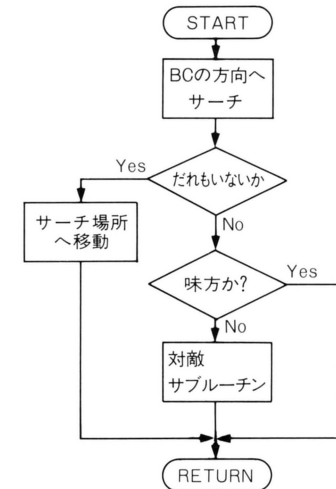 START
BCの方向へ
サーチ
Yes
だれもいないか
サーチ場所
へ移動
No
味方か?
Yes
No
対敵
サブルーチン
RETURN